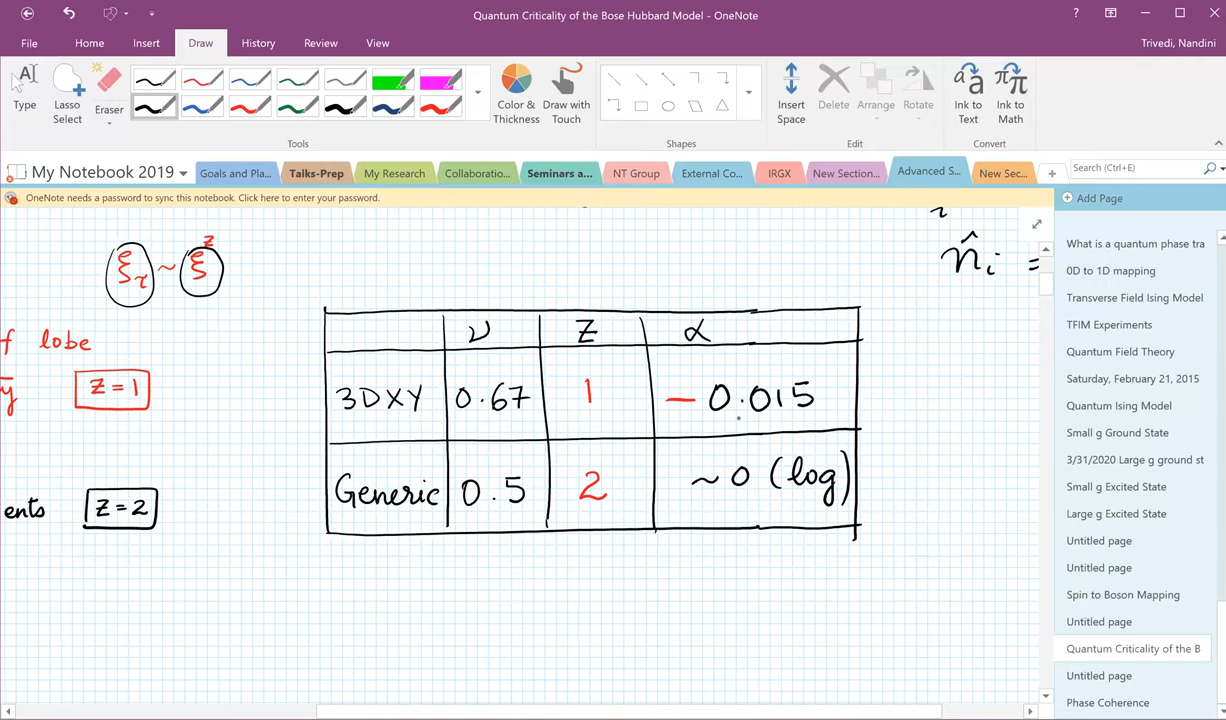 Quantum Criticality of the Bose Hubbard Model - OneNote
File Home Insert Draw History Review View
Trivedi, Nandini
Type
Lasso Select
Eraser
Color & Thickness
Draw with Touch
Insert Space
Delete
Arrange
Rotate
Ink to Text
Ink to Math
Tools
Shapes
Edit
Convert
My Notebook 2019
Goals and Pla...
Talks-Prep
My Research
Collaboratio...
Seminars a...
NT Group
External Co...
IRGX
New Section...
Advanced S...
New Sec...
Search (Ctrl+E)
OneNote needs a password to sync this notebook. Click here to enter your password.
Add Page
What is a quantum phase tra
0D to 1D mapping
Transverse Field Ising Model
TFIM Experiments
Quantum Field Theory
Saturday, February 21, 2015
Quantum Ising Model
Small g Ground State
3/31/2020 Large g ground st
Small g Excited State
Large g Excited State
Untitled page
Untitled page
Spin to Boson Mapping
Untitled page
Quantum Criticality of the B
Untitled page
Phase Coherence
ξτ ~ ξ^z
n̂i =
f lobe
y z=1
ents z=2
ν z α
3DXY 0.67 1 -0.015
Generic 0.5 2 ~0 (log)